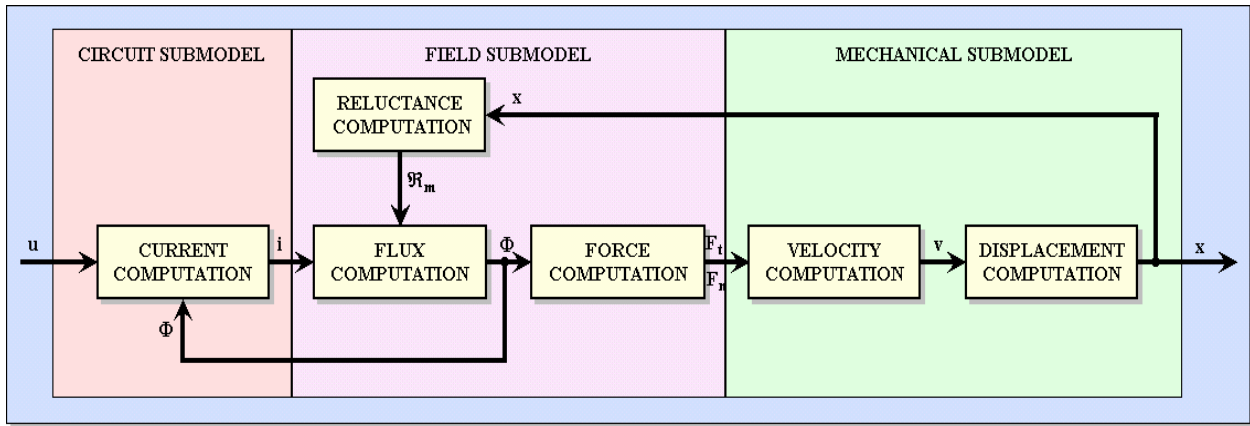 CIRCUIT SUBMODEL
FIELD SUBMODEL
MECHANICAL SUBMODEL
RELUCTANCE
COMPUTATION
x
ℜm
u
CURRENT
COMPUTATION
i
FLUX
COMPUTATION
Φ
FORCE
COMPUTATION
Ft
Fn
VELOCITY
COMPUTATION
v
DISPLACEMENT
COMPUTATION
x
Φ